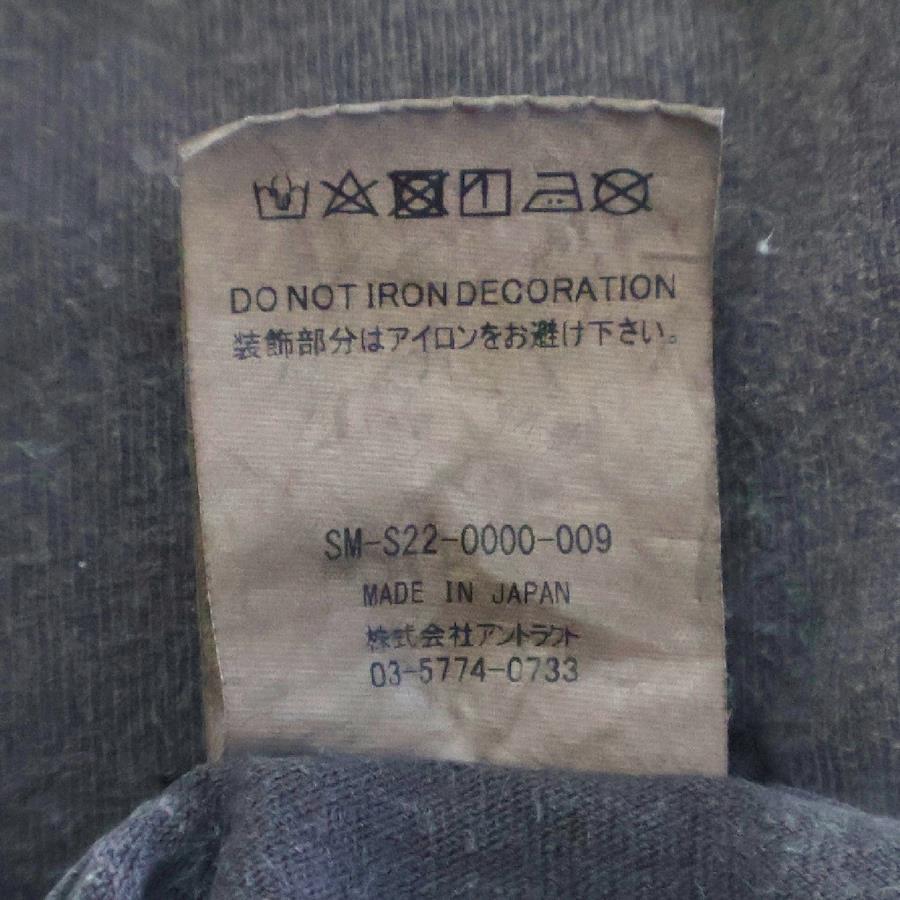 DO NOT IRON DECORATION
装飾部分はアイロンをお避け下さい。
SM-S22-0000-009
MADE IN JAPAN
株式会社アントラクト
03-5774-0733